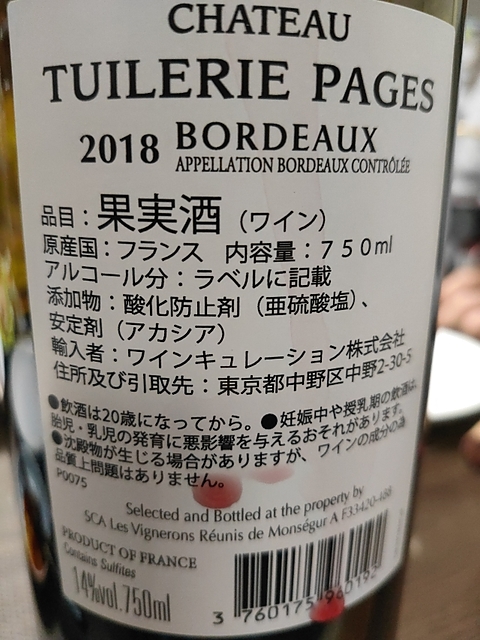 CHATEAU
TUILERIE PAGES
2018 BORDEAUX
APPELLATION BORDEAUX CONTRÔLÉE
品目：果実酒（ワイン）
原産国：フランス　内容量：７５０ml
アルコール分：ラベルに記載
添加物：酸化防止剤（亜硫酸塩）、
安定剤（アカシア）
輸入者：ワインキュレーション株式会社
住所及び引取先：東京都中野区中野2-30-5
●飲酒は20歳になってから。●妊娠中や授乳期の飲酒は、
胎児・乳児の発育に悪影響を与えるおそれがあります。
●沈殿物が生じる場合がありますが、ワインの成分の為
品質上問題はありません。
P0075
Selected and Bottled at the property by
SCA Les Vignerons Réunis de Monségur A F33420-468
PRODUCT OF FRANCE
Contains Sulfites
14%vol.750ml
3 760175 960192